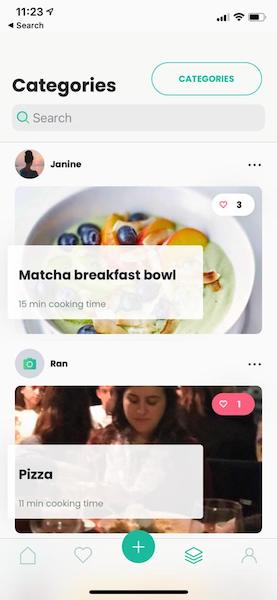 11:23
Search
Categories
CATEGORIES
Search
Janine
3
Matcha breakfast bowl
15 min cooking time
Ran
1
Pizza
11 min cooking time